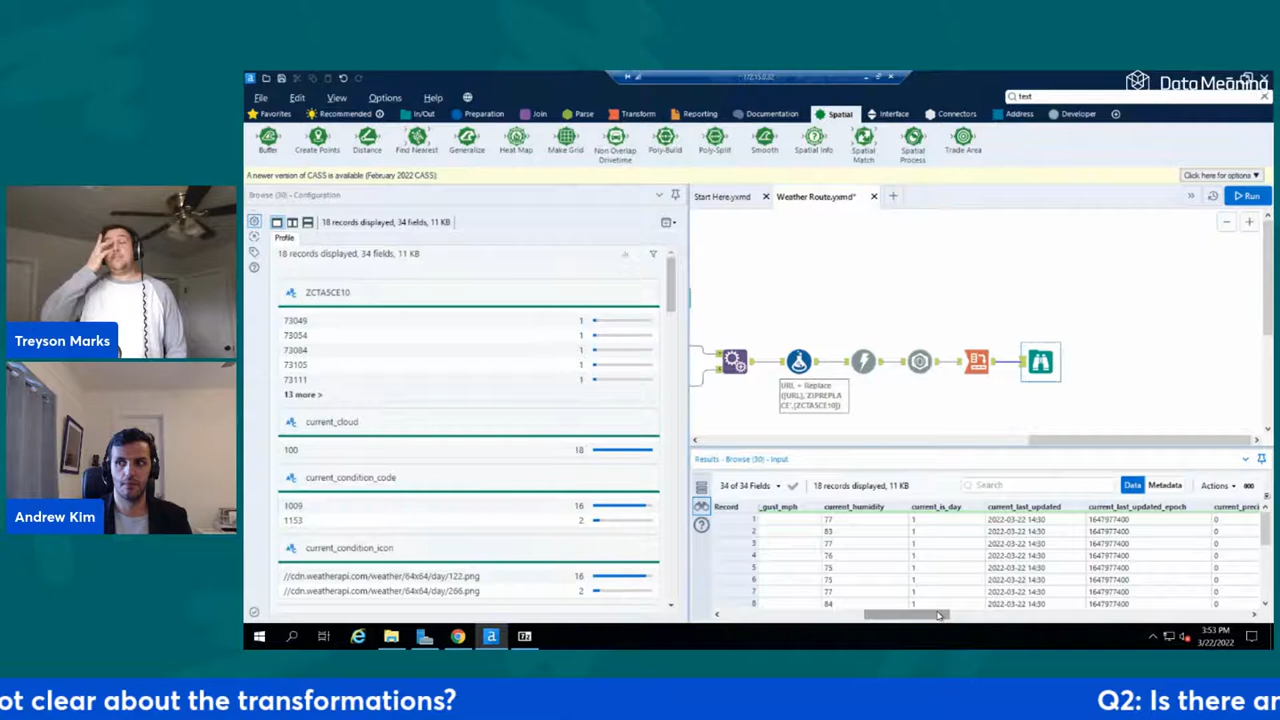 172.15.0.32
Data Meaning
File Edit View Options Help
text
Favorites Recommended In/Out Preparation Join Parse Transform Reporting Documentation Spatial Interface Connectors Address Developer
Buffer Create Points Distance Find Nearest Generalize Heat Map Make Grid Non Overlap Drivetime Poly-Build Poly-Split Smooth Spatial Info Spatial Match Spatial Process Trade Area
A newer version of CASS is available (February 2022 CASS)
Click here for options ▼
Browse (30) - Configuration
Start Here.yxmd
Weather Route.yxmd*
Run
18 records displayed, 34 fields, 11 KB
Profile
18 records displayed, 34 fields, 11 KB
ZCTA5CE10
73049 1
73054 1
73084 1
73105 1
73111 1
13 more >
current_cloud
100 18
current_condition_code
1009 16
1153 2
current_condition_icon
//cdn.weatherapi.com/weather/64x64/day/122.png 16
//cdn.weatherapi.com/weather/64x64/day/266.png 2
URL = Replace
([URL],'ZIPREPLA
CE',[ZCTA5CE10])
Results - Browse (30) - Input
34 of 34 Fields 18 records displayed, 11 KB Search Data Metadata Actions 000
Record _gust_mph current_humidity current_is_day current_last_updated current_last_updated_epoch current_preci
1 77 1 2022-03-22 14:30 1647977400 0
2 83 1 2022-03-22 14:30 1647977400 0
3 77 1 2022-03-22 14:30 1647977400 0
4 76 1 2022-03-22 14:30 1647977400 0
5 75 1 2022-03-22 14:30 1647977400 0
6 75 1 2022-03-22 14:30 1647977400 0
7 77 1 2022-03-22 14:30 1647977400 0
8 84 1 2022-03-22 14:30 1647977400 0
3:53 PM
3/22/2022
Treyson Marks
Andrew Kim
ot clear about the transformations?
Q2: Is there ar